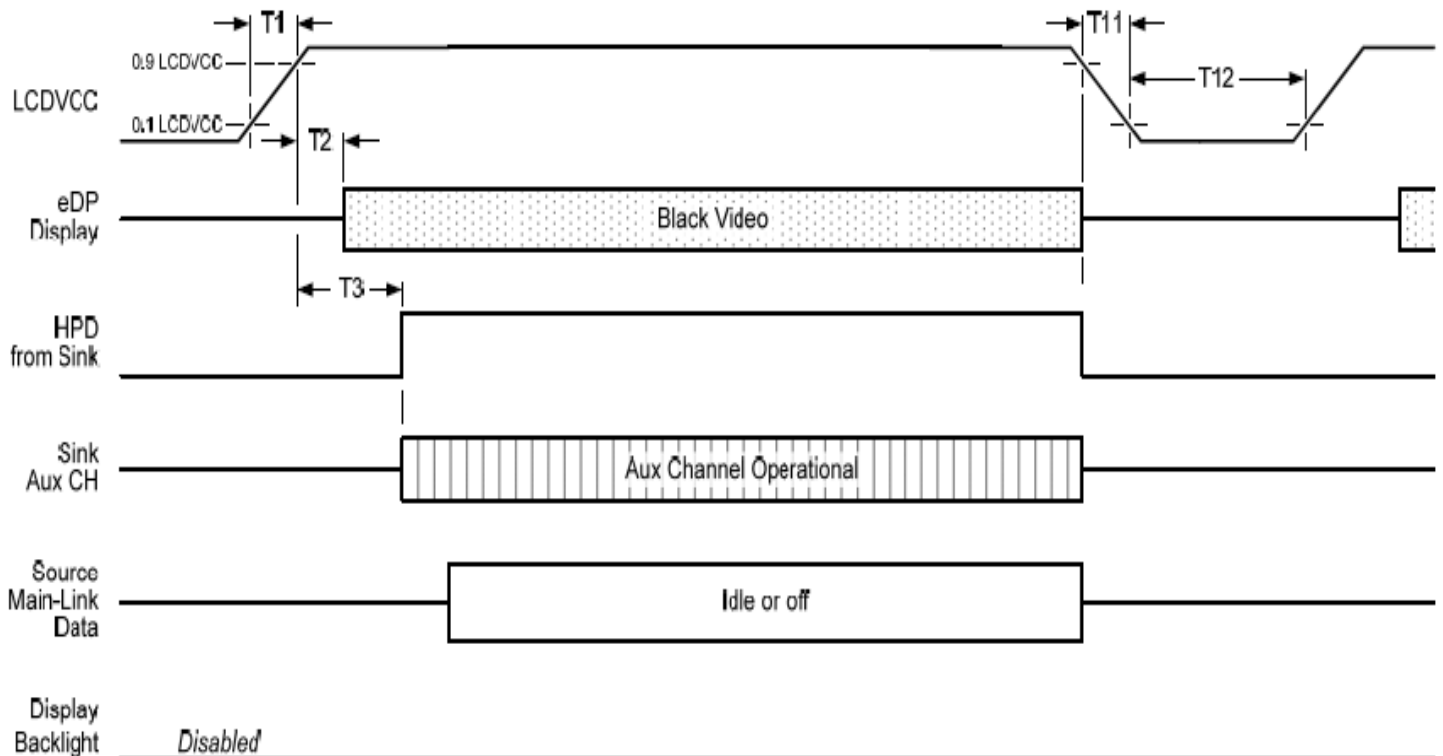 T1
T11
0.9 LCDVCC
LCDVCC
T12
0.1 LCDVCC
T2
eDP
Display
Black Video
T3
HPD
from Sink
Sink
Aux CH
Aux Channel Operational
Source
Main-Link
Data
Idle or off
Display
Backlight
Disabled